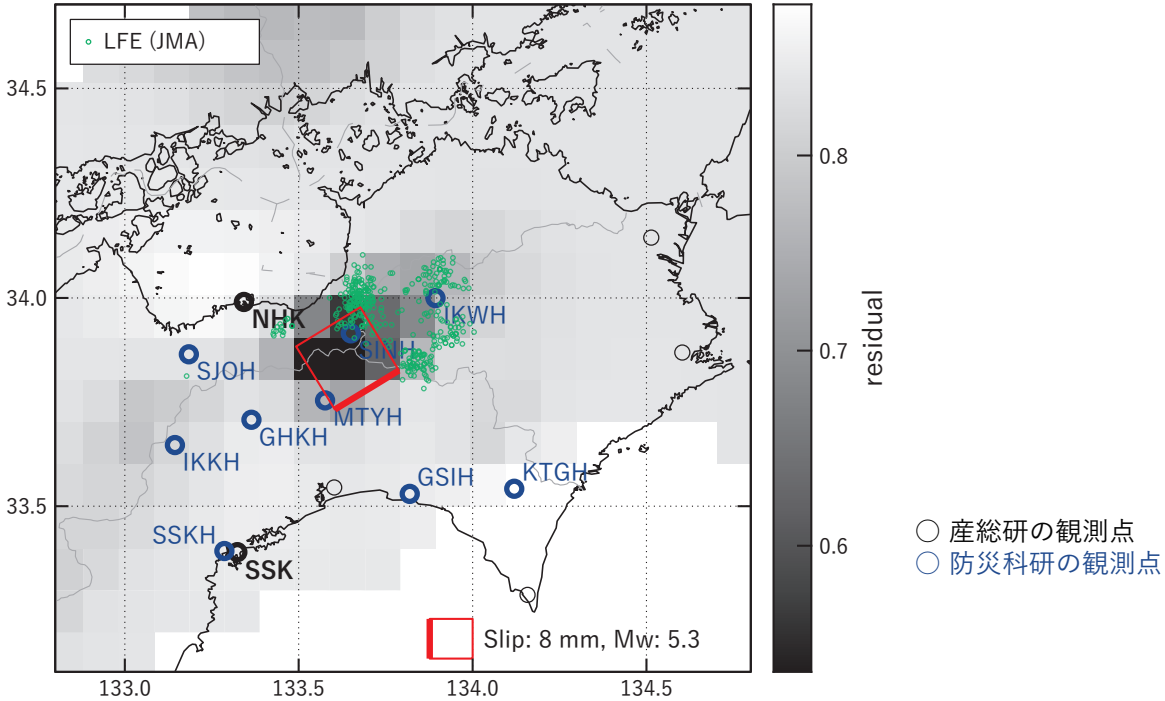 LFE (JMA)
34.5
34.0
33.5
133.0
133.5
134.0
134.5
NHK
IKWH
SINH
SJOH
MTYH
GHKH
IKKH
GSIH
KTGH
SSKH
SSK
Slip: 8 mm, Mw: 5.3
0.8
0.7
0.6
residual
産総研の観測点
防災科研の観測点